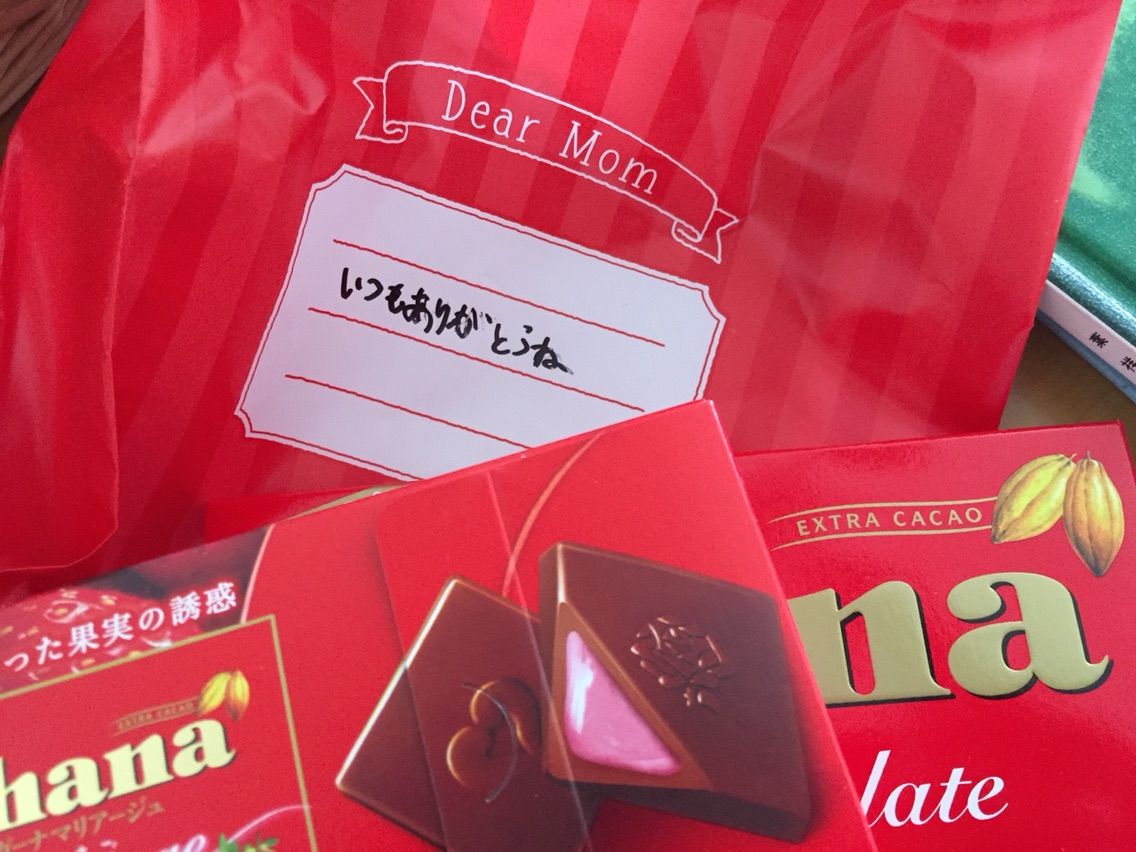 Dear Mom
いつもありがとうね
EXTRA CACAO
na
late
った果実の誘惑
EXTRA CACAO
hana
ーナマリアージュ